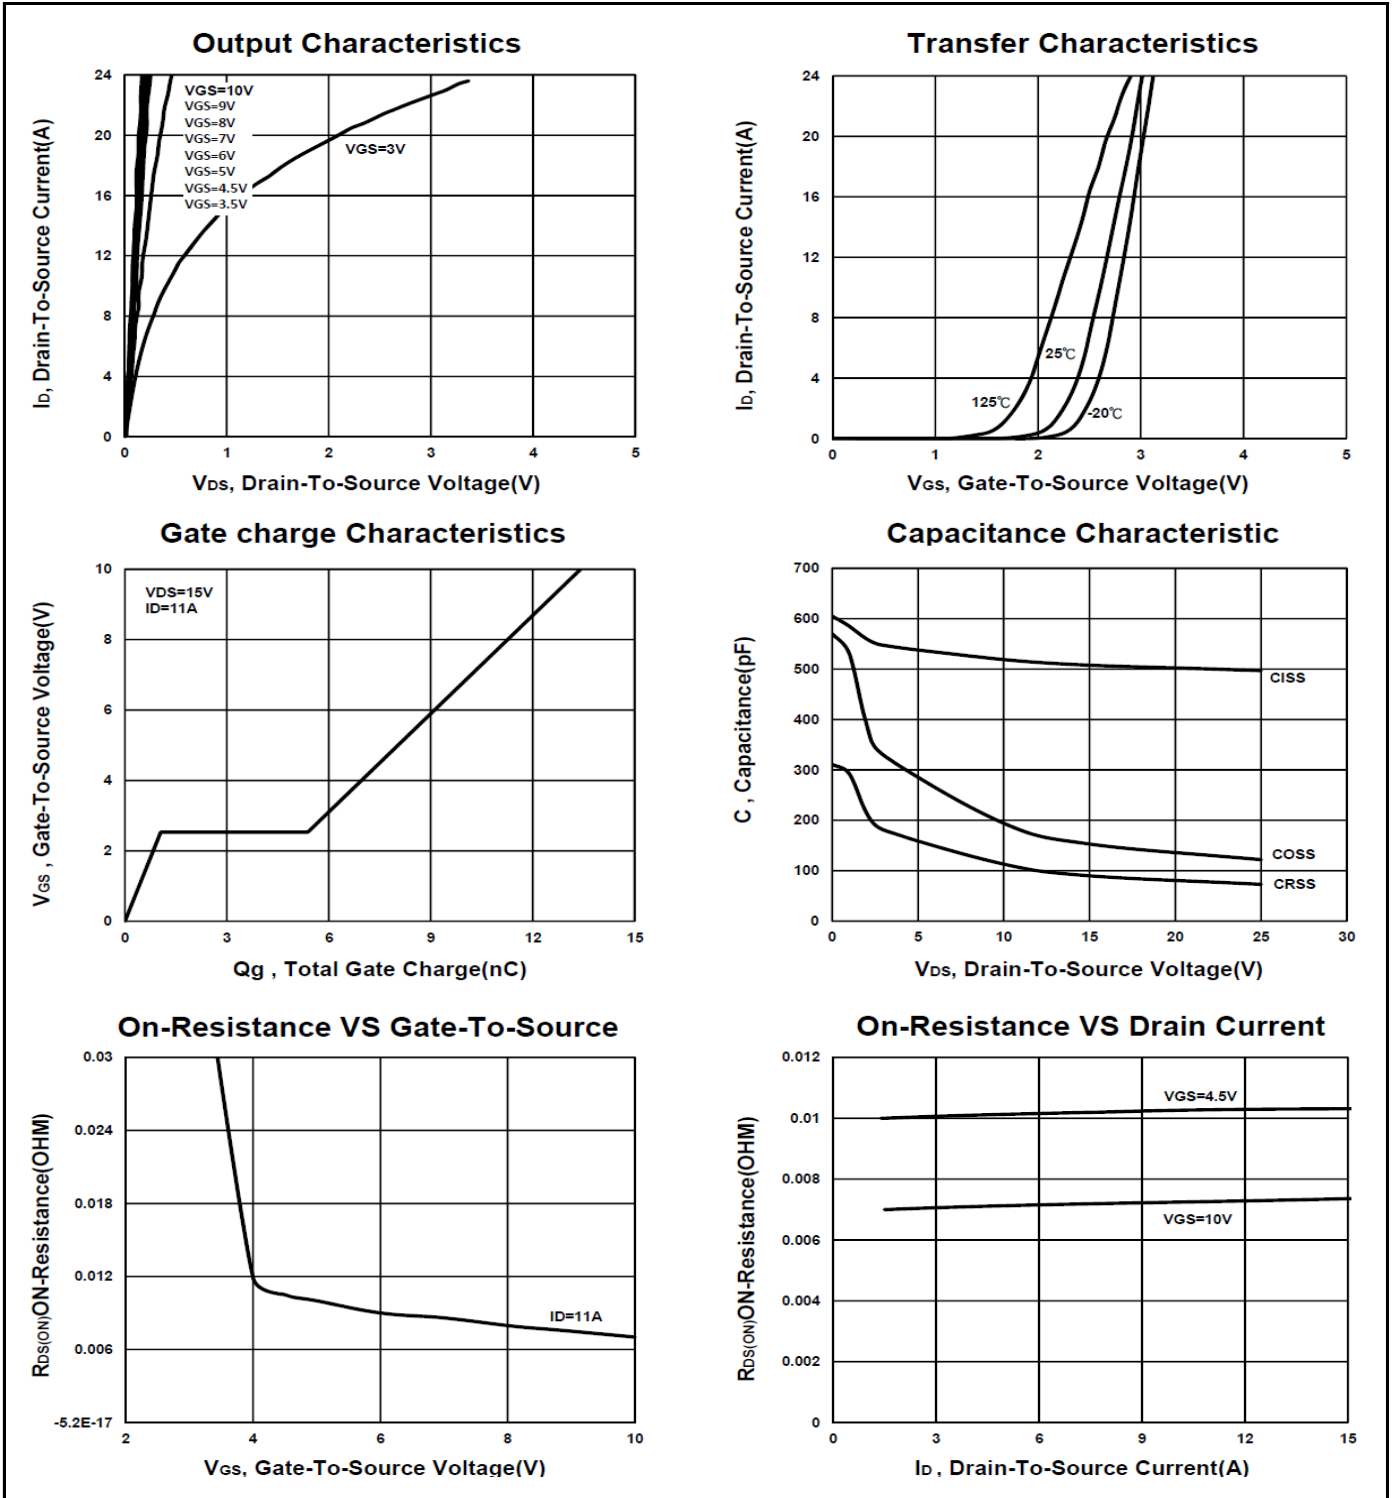 Output Characteristics
ID, Drain-To-Source Current(A)
24
20
16
12
8
4
0
VGS=10V
VGS=9V
VGS=8V
VGS=7V
VGS=6V
VGS=5V
VGS=4.5V
VGS=3.5V
VGS=3V
0 1 2 3 4 5
VDS, Drain-To-Source Voltage(V)
Transfer Characteristics
ID, Drain-To-Source Current(A)
24
20
16
12
8
4
0
25℃
125℃
-20℃
0 1 2 3 4 5
VGS, Gate-To-Source Voltage(V)
Gate charge Characteristics
VGS , Gate-To-Source Voltage(V)
10
8
6
4
2
0
VDS=15V
ID=11A
0 3 6 9 12 15
Qg , Total Gate Charge(nC)
Capacitance Characteristic
C , Capacitance(pF)
700
600
500
400
300
200
100
0
CISS
COSS
CRSS
0 5 10 15 20 25 30
VDS, Drain-To-Source Voltage(V)
On-Resistance VS Gate-To-Source
RDS(ON)ON-Resistance(OHM)
0.03
0.024
0.018
0.012
0.006
-5.2E-17
ID=11A
2 4 6 8 10
VGS, Gate-To-Source Voltage(V)
On-Resistance VS Drain Current
RDS(ON)ON-Resistance(OHM)
0.012
0.01
0.008
0.006
0.004
0.002
0
VGS=4.5V
VGS=10V
0 3 6 9 12 15
ID , Drain-To-Source Current(A)